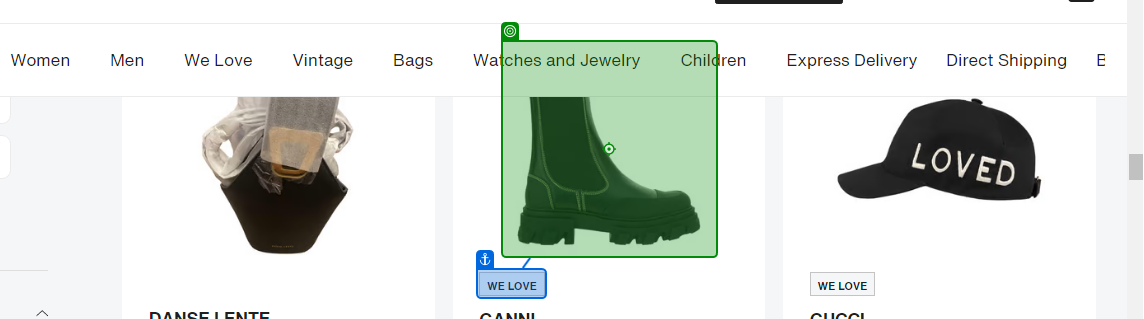 Women Men We Love Vintage Bags Watches and Jewelry Children Express Delivery Direct Shipping B
LOVED
WE LOVE
WE LOVE
DANSE LENTE
GANNI
GUCCI